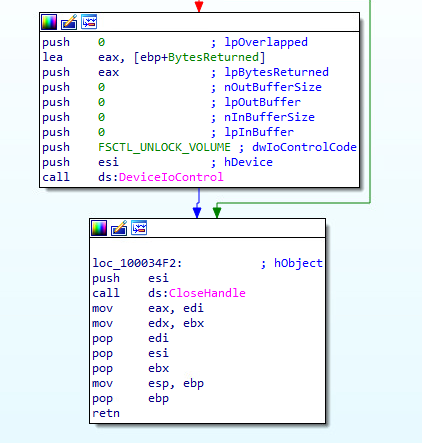 push 0 ; lpOverlapped
lea eax, [ebp+BytesReturned]
push eax ; lpBytesReturned
push 0 ; nOutBufferSize
push 0 ; lpOutBuffer
push 0 ; nInBufferSize
push 0 ; lpInBuffer
push FSCTL_UNLOCK_VOLUME ; dwIoControlCode
push esi ; hDevice
call ds:DeviceIoControl
loc_100034F2: ; hObject
push esi
call ds:CloseHandle
mov eax, edi
mov edx, ebx
pop edi
pop esi
pop ebx
mov esp, ebp
pop ebp
retn